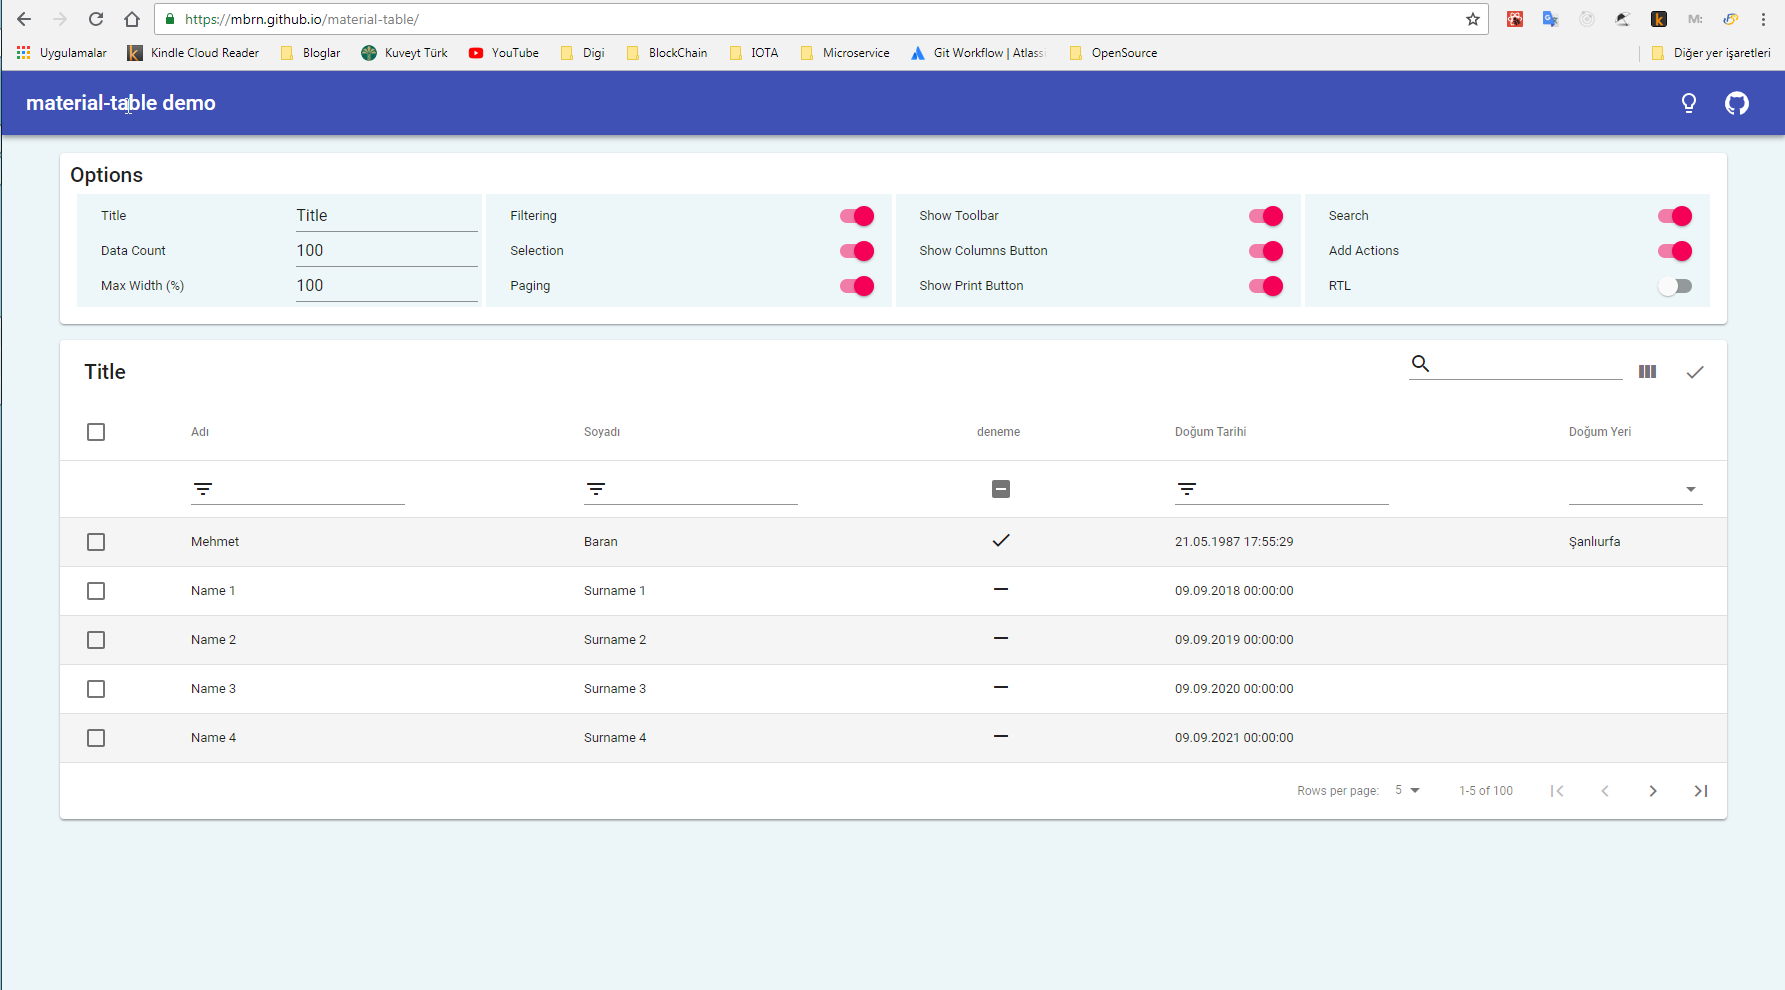 https://mbrn.github.io/material-table/
Uygulamalar Kindle Cloud Reader Bloglar Kuveyt Türk YouTube Digi BlockChain IOTA Microservice Git Workflow | Atlass OpenSource Diğer yer işaretleri
material-table demo
Options
Title Title Filtering Show Toolbar Search
Data Count 100 Selection Show Columns Button Add Actions
Max Width (%) 100 Paging Show Print Button RTL
Title
Adı Soyadı deneme Doğum Tarihi Doğum Yeri
Mehmet Baran 21.05.1987 17:55:29 Şanlıurfa
Name 1 Surname 1 09.09.2018 00:00:00
Name 2 Surname 2 09.09.2019 00:00:00
Name 3 Surname 3 09.09.2020 00:00:00
Name 4 Surname 4 09.09.2021 00:00:00
Rows per page: 5 1-5 of 100